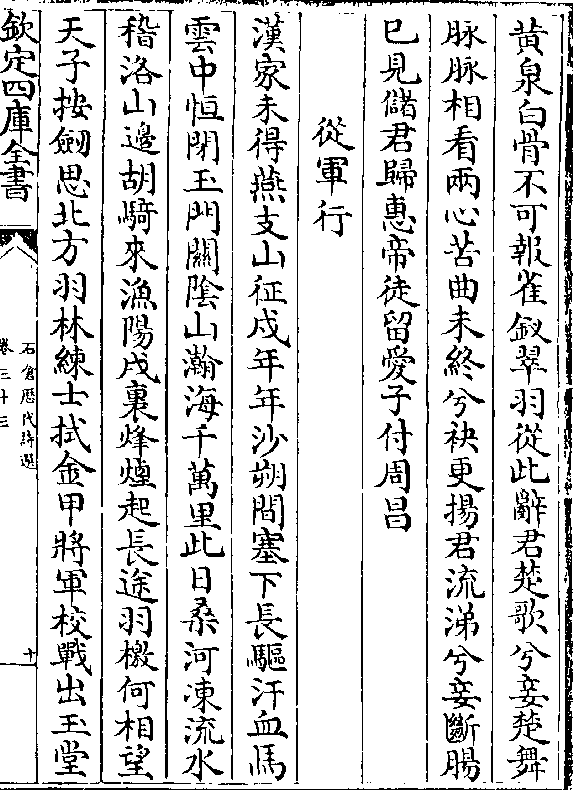 黄泉白骨不可報雀釵翠羽從此辭君楚歌兮妾楚舞
脉脉相看兩心苦曲未終兮袂更揚君流涕兮妾斷腸
已見儲君歸惠帝徒留愛子付周昌
從軍行
漢家未得燕支山征戍年年沙朔間塞下長驅汗血馬
雲中恒閉玉門關陰山瀚海千萬里此日桑河凍流水
稽洛山邊胡騎來漁陽戍裏烽煙起長途羽檄何相望
天子按劒思北方羽林練士拭金甲將軍校戰出玉堂
欽定四庫全書
石倉歴代詩選
卷三十三
十